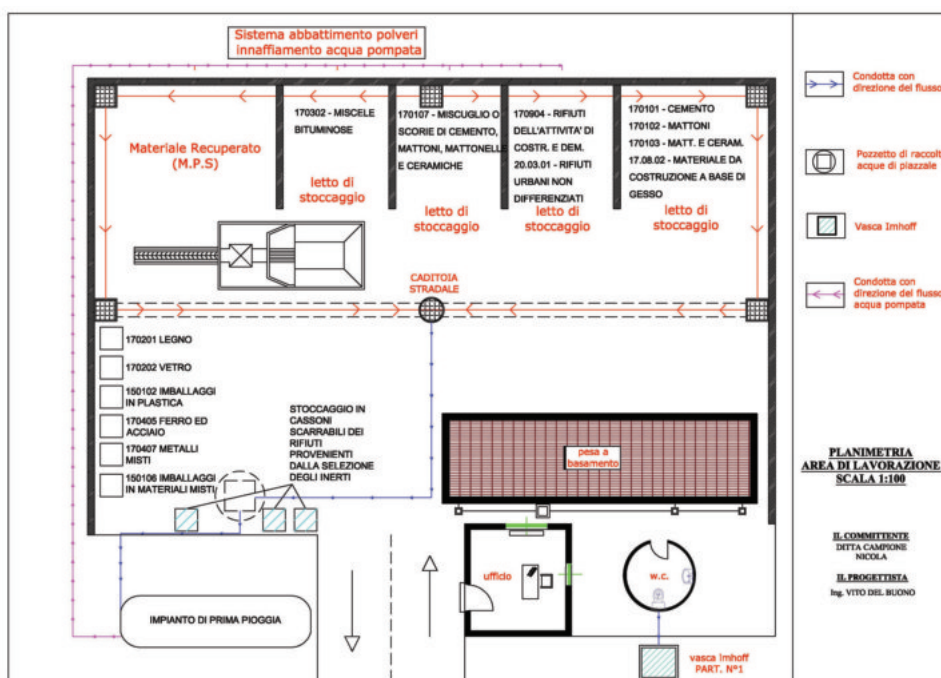 Sistema abbattimento polveri
innaffiamento acqua pompata
Materiale Recuperato
(M.P.S)
170302 - MISCELE
BITUMINOSE
letto di
stoccaggio
170107 - MISCUGLIO O
SCORIE DI CEMENTO,
MATTONI, MATTONELLE
E CERAMICHE
letto di
stoccaggio
170904 - RIFIUTI
DELL'ATTIVITA' DI
COSTR. E DEM.
20.03.01 - RIFIUTI
URBANI NON
DIFFERENZIATI
letto di
stoccaggio
170101 - CEMENTO
170102 - MATTONI
170103 - MATT. E CERAM.
17.08.02 - MATERIALE DA
COSTRUZIONE A BASE DI
GESSO
letto di
stoccaggio
CADITOIA
STRADALE
170201 LEGNO
170202 VETRO
150102 IMBALLAGGI
IN PLASTICA
170405 FERRO ED
ACCIAIO
170407 METALLI
MISTI
150106 IMBALLAGGI
IN MATERIALI MISTI
STOCCAGGIO IN
CASSONI
SCARRABILI DEI
RIFIUTI
PROVENIENTI
DALLA SELEZIONE
DEGLI INERTI
pesa a
basamento
ufficio
w.c.
IMPIANTO DI PRIMA PIOGGIA
vasca imhoff
PART. N°1
Condotta con
direzione del flusso
Pozzetto di raccolta
acque di piazzale
Vasca Imhoff
Condotta con
direzione del flusso
acqua pompata
PLANIMETRIA
AREA DI LAVORAZIONE
SCALA 1:100
IL COMMITTENTE
DITTA CAMPIONE
NICOLA
IL PROGETTISTA
Ing. VITO DEL BUONO